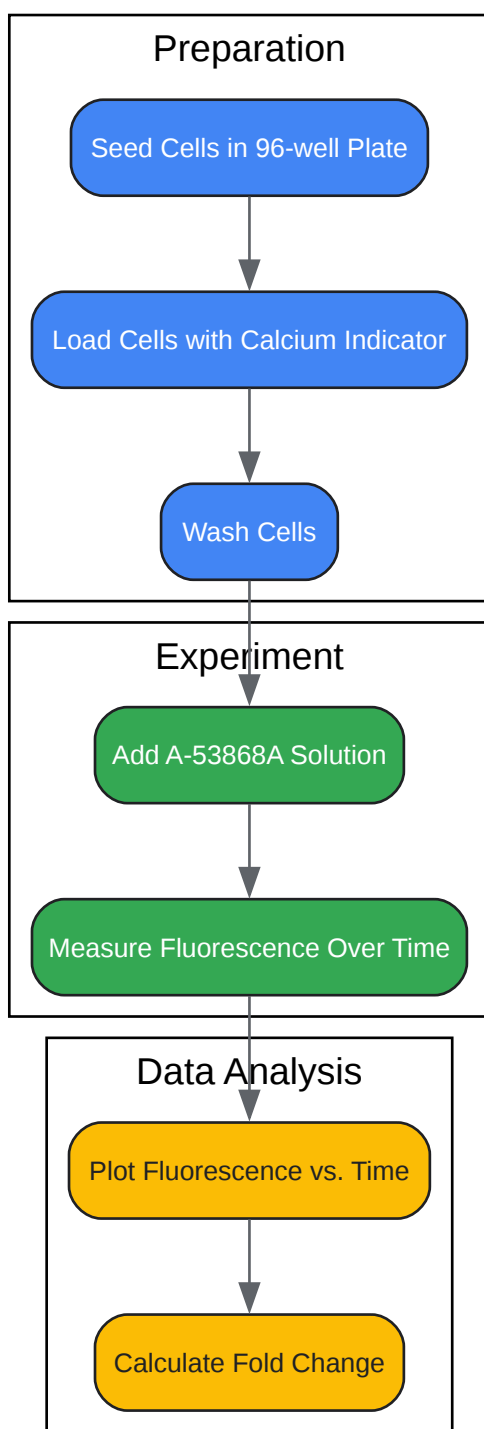 Preparation
Seed Cells in 96-well Plate
Load Cells with Calcium Indicator
Wash Cells
Experiment
Add A-53868A Solution
Measure Fluorescence Over Time
Data Analysis
Plot Fluorescence vs. Time
Calculate Fold Change